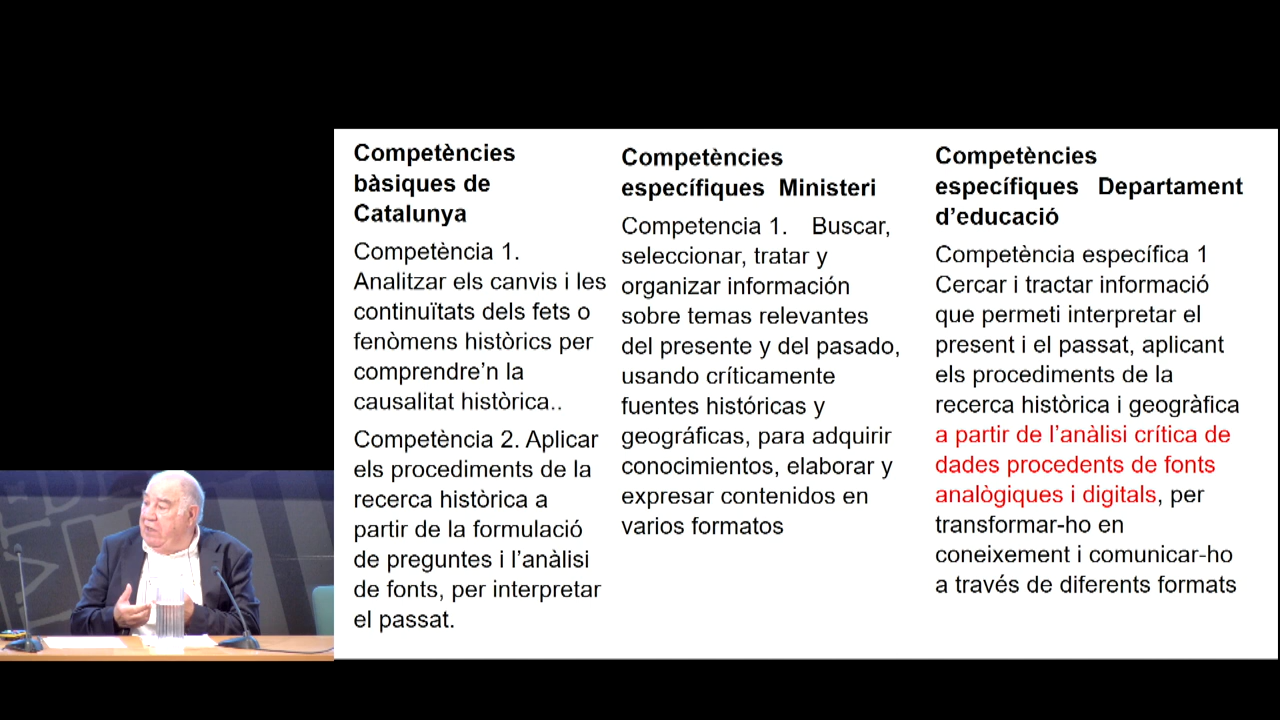 Competències
bàsiques de
Catalunya
Competència 1.
Analitzar els canvis i les
continuïtats dels fets o
fenòmens històrics per
comprendre’n la
causalitat històrica..
Competència 2. Aplicar
els procediments de la
recerca històrica a
partir de la formulació
de preguntes i l’anàlisi
de fonts, per interpretar
el passat.
Competències
específiques Ministeri
Competencia 1. Buscar,
seleccionar, tratar y
organizar información
sobre temas relevantes
del presente y del pasado,
usando críticamente
fuentes históricas y
geográficas, para adquirir
conocimientos, elaborar y
expresar contenidos en
varios formatos
Competències
específiques Departament
d’educació
Competència específica 1
Cercar i tractar informació
que permeti interpretar el
present i el passat, aplicant
els procediments de la
recerca històrica i geogràfica
a partir de l’anàlisi crítica de
dades procedents de fonts
analògiques i digitals, per
transformar-ho en
coneixement i comunicar-ho
a través de diferents formats